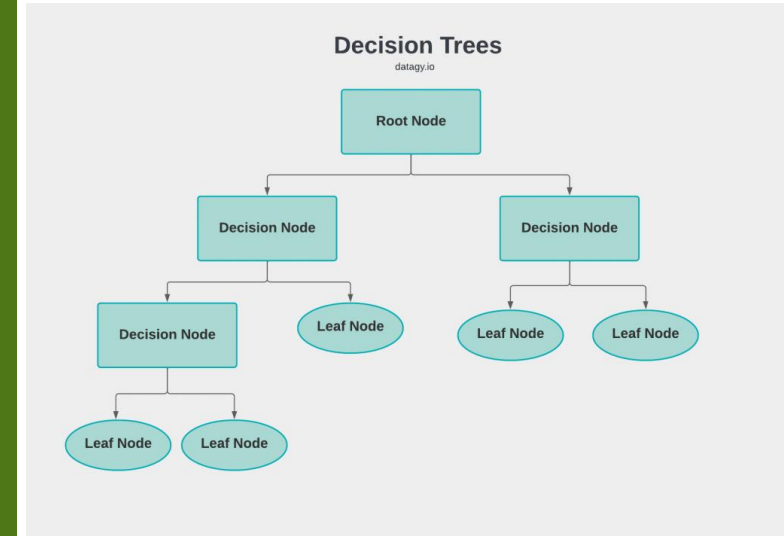 Decision Trees
datagy.io
Root Node
Decision Node
Decision Node
Decision Node
Leaf Node
Leaf Node
Leaf Node
Leaf Node
Leaf Node